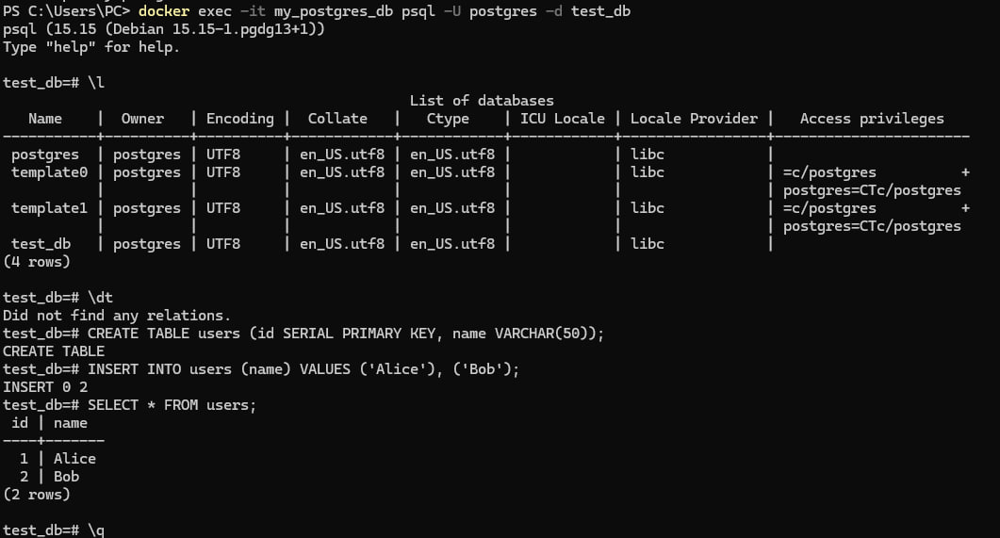 PS C:\Users\PC> docker exec -it my_postgres_db psql -U postgres -d test_db
psql (15.15 (Debian 15.15-1.pgdg13+1))
Type "help" for help.

test_db=# \l
                                                List of databases
   Name    |  Owner   | Encoding |  Collate   |   Ctype    | ICU Locale | Locale Provider |   Access privileges
-----------+----------+----------+------------+------------+------------+-----------------+-----------------------
 postgres  | postgres | UTF8     | en_US.utf8 | en_US.utf8 |            | libc            |
 template0 | postgres | UTF8     | en_US.utf8 | en_US.utf8 |            | libc            | =c/postgres          +
           |          |          |            |            |            |                 | postgres=CTc/postgres
 template1 | postgres | UTF8     | en_US.utf8 | en_US.utf8 |            | libc            | =c/postgres          +
           |          |          |            |            |            |                 | postgres=CTc/postgres
 test_db   | postgres | UTF8     | en_US.utf8 | en_US.utf8 |            | libc            |
(4 rows)

test_db=# \dt
Did not find any relations.
test_db=# CREATE TABLE users (id SERIAL PRIMARY KEY, name VARCHAR(50));
CREATE TABLE
test_db=# INSERT INTO users (name) VALUES ('Alice'), ('Bob');
INSERT 0 2
test_db=# SELECT * FROM users;
 id | name
----+-------
  1 | Alice
  2 | Bob
(2 rows)

test_db=# \q